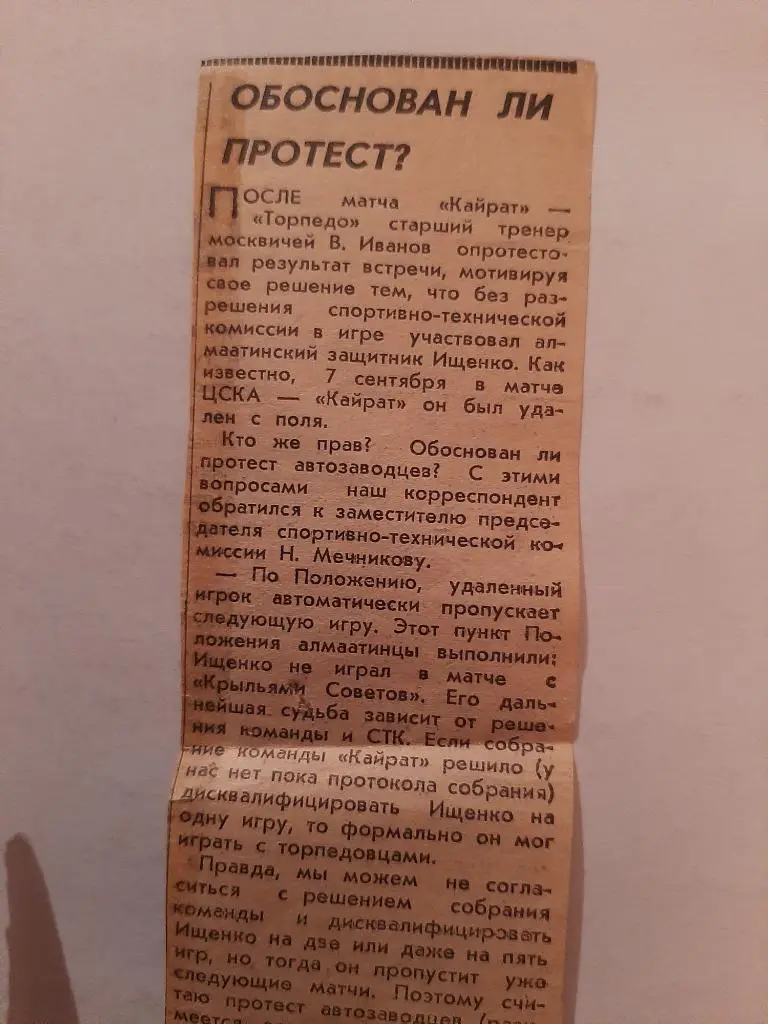 ОБОСНОВАН ЛИ
ПРОТЕСТ?
ПОСЛЕ матча «Кайрат» —
«Торпедо» старший тренер
москвичей В. Иванов опротесто-
вал результат встречи, мотивируя
свое решение тем, что без раз-
решения спортивно-технической
комиссии в игре участвовал ал-
маатинский защитник Ищенко. Как
известно, 7 сентября в матче
ЦСКА — «Кайрат» он был уда-
лен с поля.
Кто же прав? Обоснован ли
протест автозаводцев? С этими
вопросами наш корреспондент
обратился к заместителю предсе-
дателя спортивно-технической ко-
миссии Н. Мечникову.
— По Положению, удаленный
игрок автоматически пропускает
следующую игру. Этот пункт По-
ложения алмаатинцы выполнили:
Ищенко не играл в матче с
«Крыльями Советов». Его даль-
нейшая судьба зависит от реше-
ния команды и СТК. Если собра-
ние команды «Кайрат» решило (у
нас нет пока протокола собрания)
дисквалифицировать Ищенко на
одну игру, то формально он мог
играть с торпедовцами.
Правда, мы можем не согла-
ситься с решением собрания
команды и дисквалифицировать
Ищенко на две или даже на пять
игр, но тогда он пропустит уже
следующие матчи. Поэтому счи-
таю протест автозаводцев